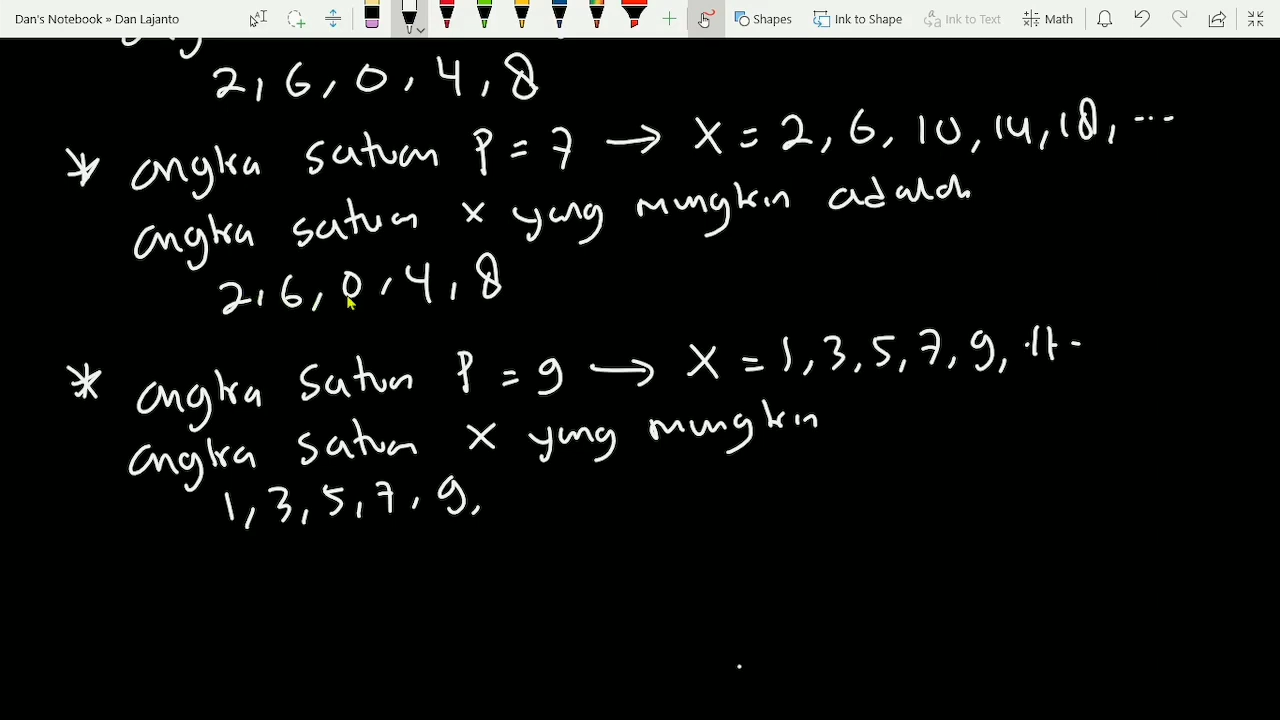 Dan's Notebook » Dan Lajanto
Shapes Ink to Shape Ink to Text Math
2, 6, 0, 4, 8
* angka satuan P = 7 → X = 2, 6, 10, 14, 18, ...
angka satuan x yang mungkin adalah
2, 6, 0, 4, 8
* angka satuan P = 9 → X = 1, 3, 5, 7, 9, 11
angka satuan x yang mungkin
1, 3, 5, 7, 9,